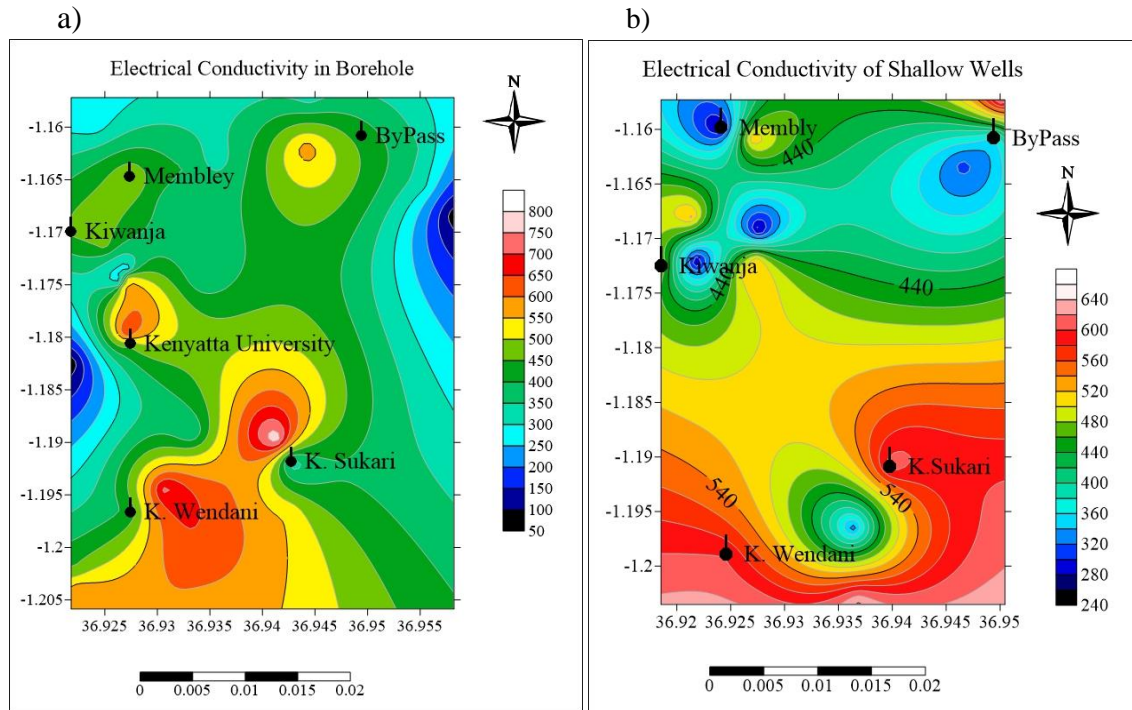 a)
Electrical Conductivity in Borehole
N
-1.16
-1.165
-1.17
-1.175
-1.18
-1.185
-1.19
-1.195
-1.2
-1.205
ByPass
Membley
Kiwanja
Kenyatta University
K. Sukari
K. Wendani
36.925 36.93 36.935 36.94 36.945 36.95 36.955
800
750
700
650
600
550
500
450
400
350
300
250
200
150
100
50
0 0.005 0.01 0.015 0.02
b)
Electrical Conductivity of Shallow Wells
N
-1.16
-1.165
-1.17
-1.175
-1.18
-1.185
-1.19
-1.195
-1.2
Membly
440
ByPass
Kiwanja
440
440
K.Sukari
540
540
K. Wendani
36.92 36.925 36.93 36.935 36.94 36.945 36.95
640
600
560
520
480
440
400
360
320
280
240
0 0.005 0.01 0.015 0.02